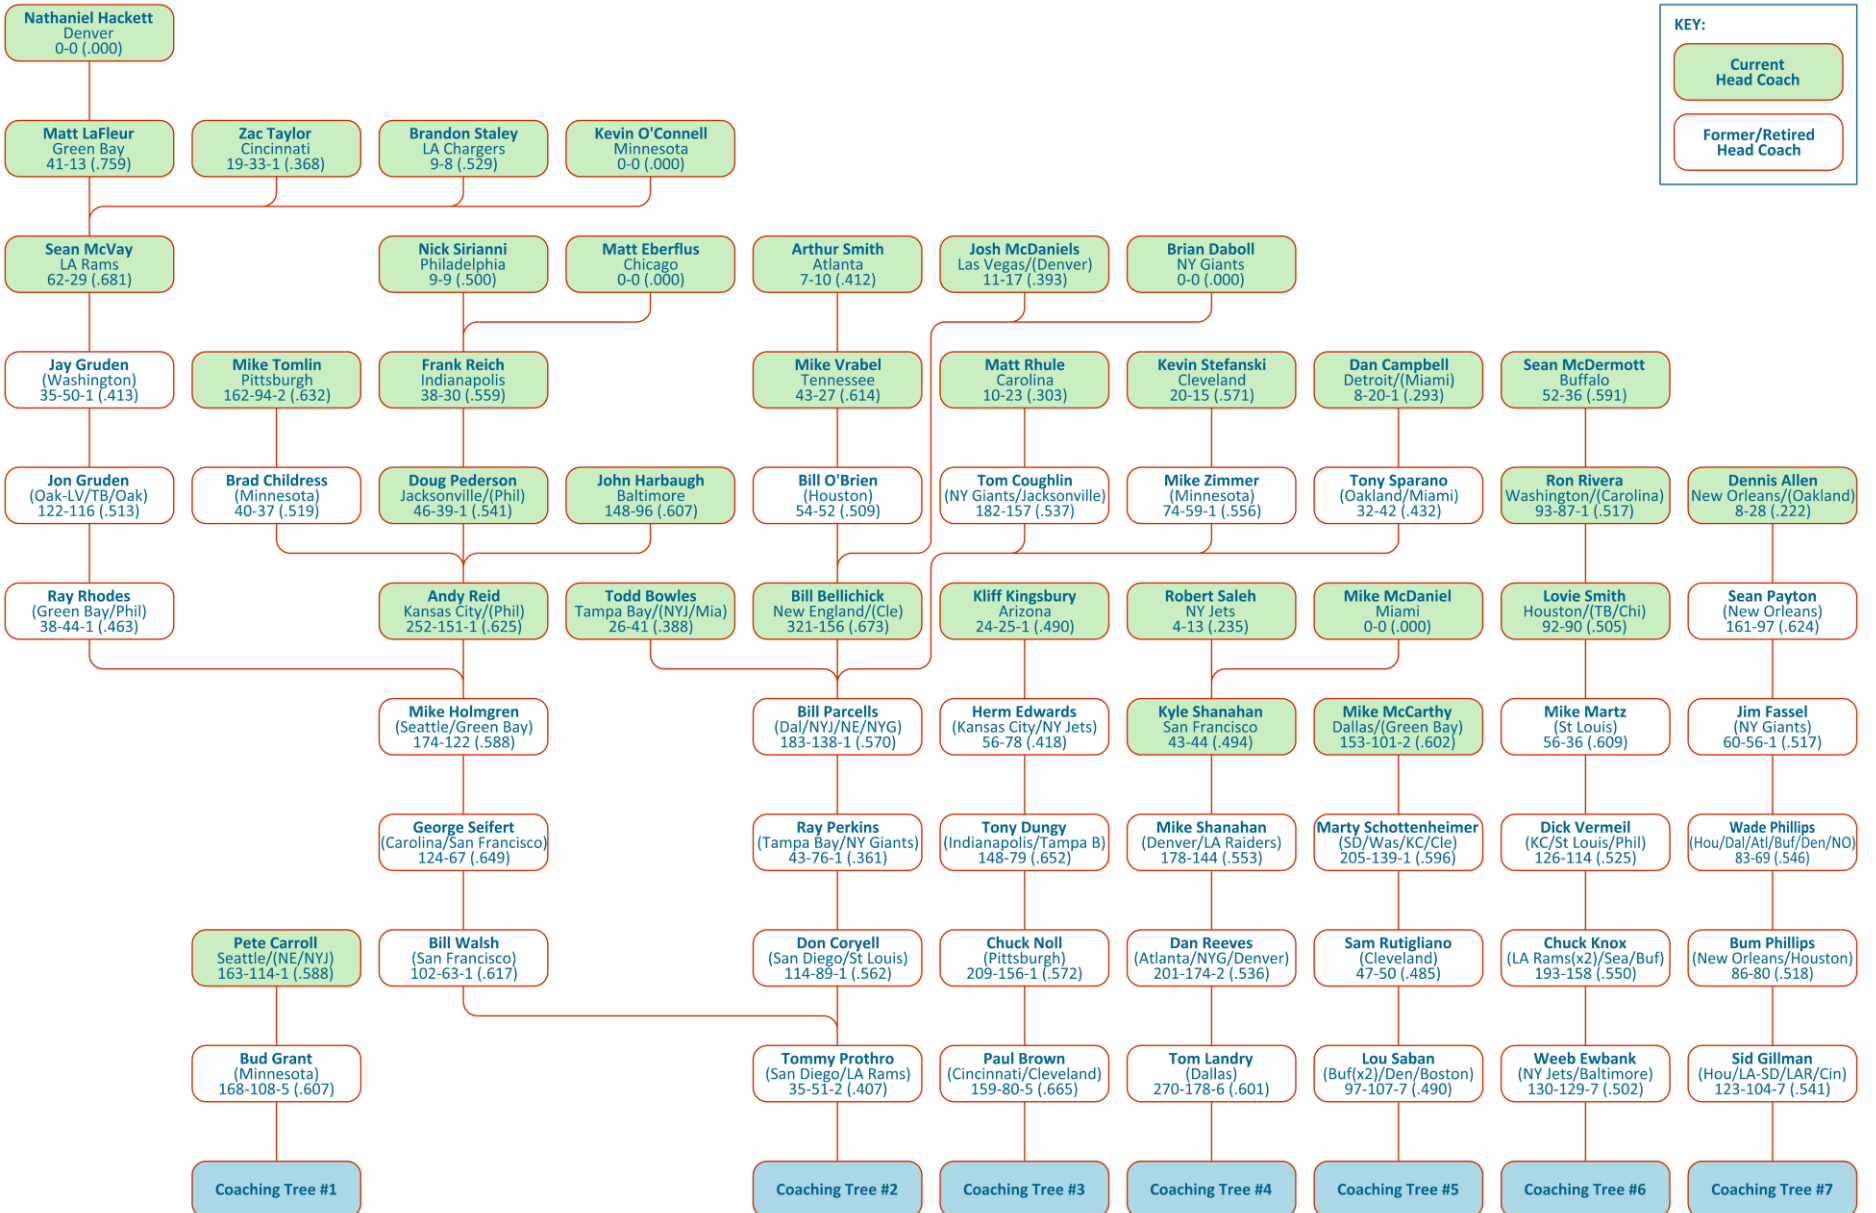 Nathaniel Hackett
Denver
0-0 (.000)
KEY:
Current
Head Coach
Former/Retired
Head Coach
Matt LaFleur
Green Bay
41-13 (.759)
Zac Taylor
Cincinnati
19-33-1 (.368)
Brandon Staley
LA Chargers
9-8 (.529)
Kevin O'Connell
Minnesota
0-0 (.000)
Sean McVay
LA Rams
62-29 (.681)
Nick Sirianni
Philadelphia
9-9 (.500)
Matt Eberflus
Chicago
0-0 (.000)
Arthur Smith
Atlanta
7-10 (.412)
Josh McDaniels
Las Vegas/(Denver)
11-17 (.393)
Brian Daboll
NY Giants
0-0 (.000)
Jay Gruden
(Washington)
35-50-1 (.413)
Mike Tomlin
Pittsburgh
162-94-2 (.632)
Frank Reich
Indianapolis
38-30 (.559)
Mike Vrabel
Tennessee
43-27 (.614)
Matt Rhule
Carolina
10-23 (.303)
Kevin Stefanski
Cleveland
20-15 (.571)
Dan Campbell
Detroit/(Miami)
8-20-1 (.293)
Sean McDermott
Buffalo
52-36 (.591)
Jon Gruden
(Oak-LV/TB/Oak)
122-116 (.513)
Brad Childress
(Minnesota)
40-37 (.519)
Doug Pederson
Jacksonville/(Phil)
46-39-1 (.541)
John Harbaugh
Baltimore
148-96 (.607)
Bill O'Brien
(Houston)
54-52 (.509)
Tom Coughlin
(NY Giants/Jacksonville)
182-157 (.537)
Mike Zimmer
(Minnesota)
74-59-1 (.556)
Tony Sparano
(Oakland/Miami)
32-42 (.432)
Ron Rivera
Washington/(Carolina)
93-87-1 (.517)
Dennis Allen
New Orleans/(Oakland)
8-28 (.222)
Ray Rhodes
(Green Bay/Phil)
38-44-1 (.463)
Andy Reid
Kansas City/(Phil)
252-151-1 (.625)
Todd Bowles
Tampa Bay/(NYJ/Mia)
26-41 (.388)
Bill Bellichick
New England/(Cle)
321-156 (.673)
Kliff Kingsbury
Arizona
24-25-1 (.490)
Robert Saleh
NY Jets
4-13 (.235)
Mike McDaniel
Miami
0-0 (.000)
Lovie Smith
Houston/(TB/Chi)
92-90 (.505)
Sean Payton
(New Orleans)
161-97 (.624)
Mike Holmgren
(Seattle/Green Bay)
174-122 (.588)
Bill Parcells
(Dal/NYJ/NE/NYG)
183-138-1 (.570)
Herm Edwards
(Kansas City/NY Jets)
56-78 (.418)
Kyle Shanahan
San Francisco
43-44 (.494)
Mike McCarthy
Dallas/(Green Bay)
153-101-2 (.602)
Mike Martz
(St Louis)
56-36 (.609)
Jim Fassel
(NY Giants)
60-56-1 (.517)
George Seifert
(Carolina/San Francisco)
124-67 (.649)
Ray Perkins
(Tampa Bay/NY Giants)
43-76-1 (.361)
Tony Dungy
(Indianapolis/Tampa B)
148-79 (.652)
Mike Shanahan
(Denver/LA Raiders)
178-144 (.553)
Marty Schottenheimer
(SD/Was/KC/Cle)
205-139-1 (.596)
Dick Vermeil
(KC/St Louis/Phil)
126-114 (.525)
Wade Phillips
(Hou/Dal/Atl/Buf/Den/NO)
83-69 (.546)
Pete Carroll
Seattle/(NE/NYJ)
163-114-1 (.588)
Bill Walsh
(San Francisco)
102-63-1 (.617)
Don Coryell
(San Diego/St Louis)
114-89-1 (.562)
Chuck Noll
(Pittsburgh)
209-156-1 (.572)
Dan Reeves
(Atlanta/NYG/Denver)
201-174-2 (.536)
Sam Rutigliano
(Cleveland)
47-50 (.485)
Chuck Knox
(LA Rams(x2)/Sea/Buf)
193-158 (.550)
Bum Phillips
(New Orleans/Houston)
86-80 (.518)
Bud Grant
(Minnesota)
168-108-5 (.607)
Tommy Prothro
(San Diego/LA Rams)
35-51-2 (.407)
Paul Brown
(Cincinnati/Cleveland)
159-80-5 (.665)
Tom Landry
(Dallas)
270-178-6 (.601)
Lou Saban
(Buf(x2)/Den/Boston)
97-107-7 (.490)
Weeb Ewbank
(NY Jets/Baltimore)
130-129-7 (.502)
Sid Gillman
(Hou/LA-SD/LAR/Cin)
123-104-7 (.541)
Coaching Tree #1
Coaching Tree #2
Coaching Tree #3
Coaching Tree #4
Coaching Tree #5
Coaching Tree #6
Coaching Tree #7